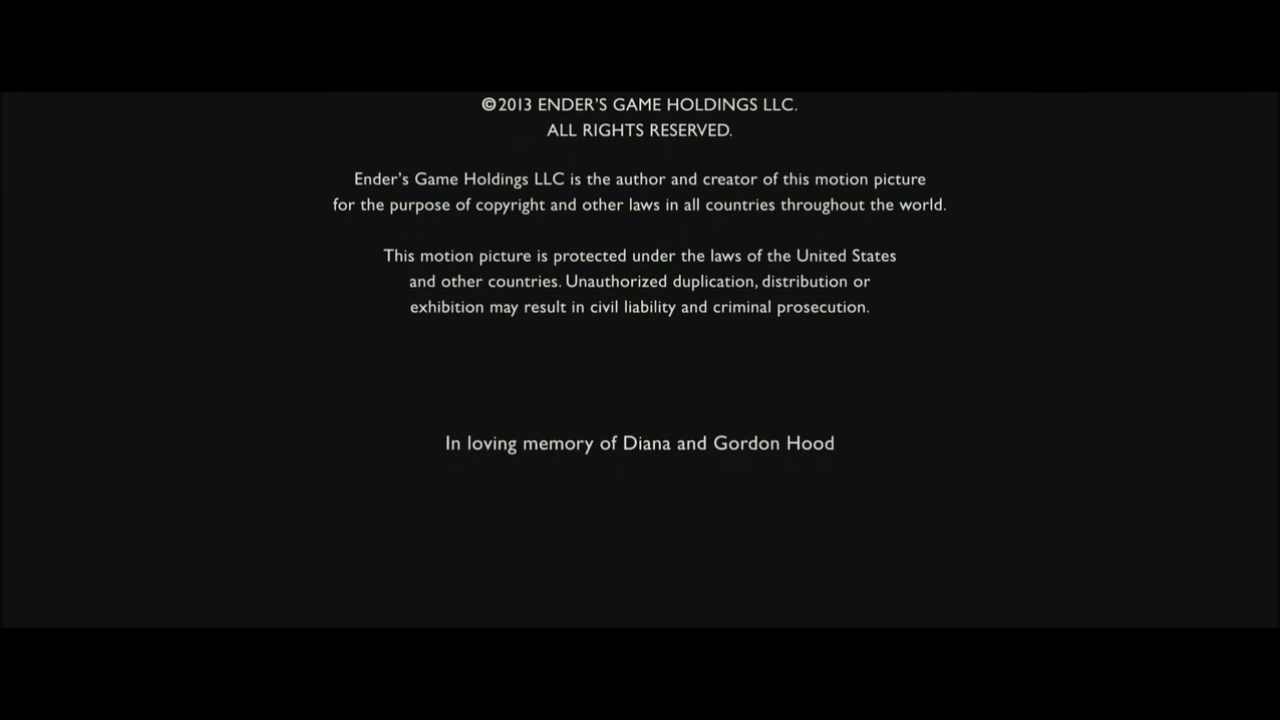 ©2013 ENDER'S GAME HOLDINGS LLC.
ALL RIGHTS RESERVED.
Ender's Game Holdings LLC is the author and creator of this motion picture
for the purpose of copyright and other laws in all countries throughout the world.
This motion picture is protected under the laws of the United States
and other countries. Unauthorized duplication, distribution or
exhibition may result in civil liability and criminal prosecution.
In loving memory of Diana and Gordon Hood